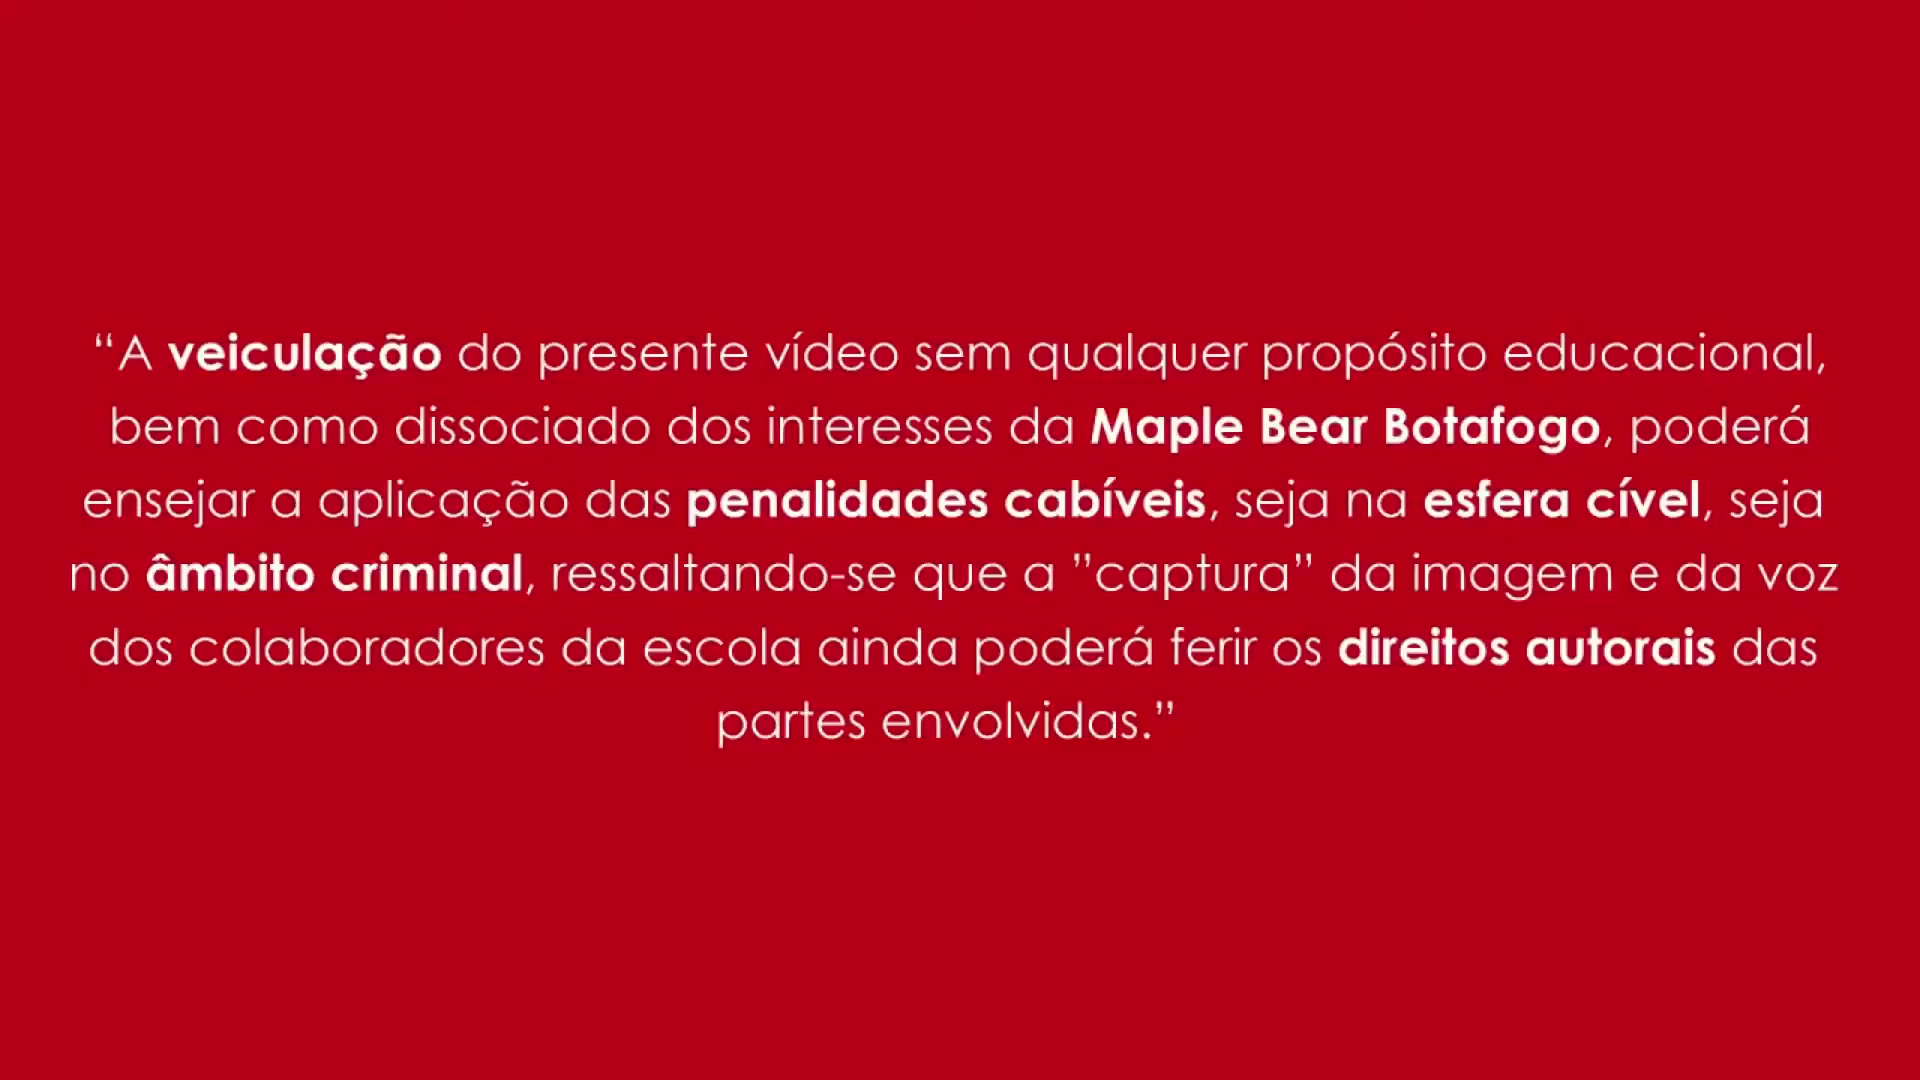 “A veiculação do presente vídeo sem qualquer propósito educacional,
bem como dissociado dos interesses da Maple Bear Botafogo, poderá
ensejar a aplicação das penalidades cabíveis, seja na esfera cível, seja
no âmbito criminal, ressaltando-se que a ”captura” da imagem e da voz
dos colaboradores da escola ainda poderá ferir os direitos autorais das
partes envolvidas.”